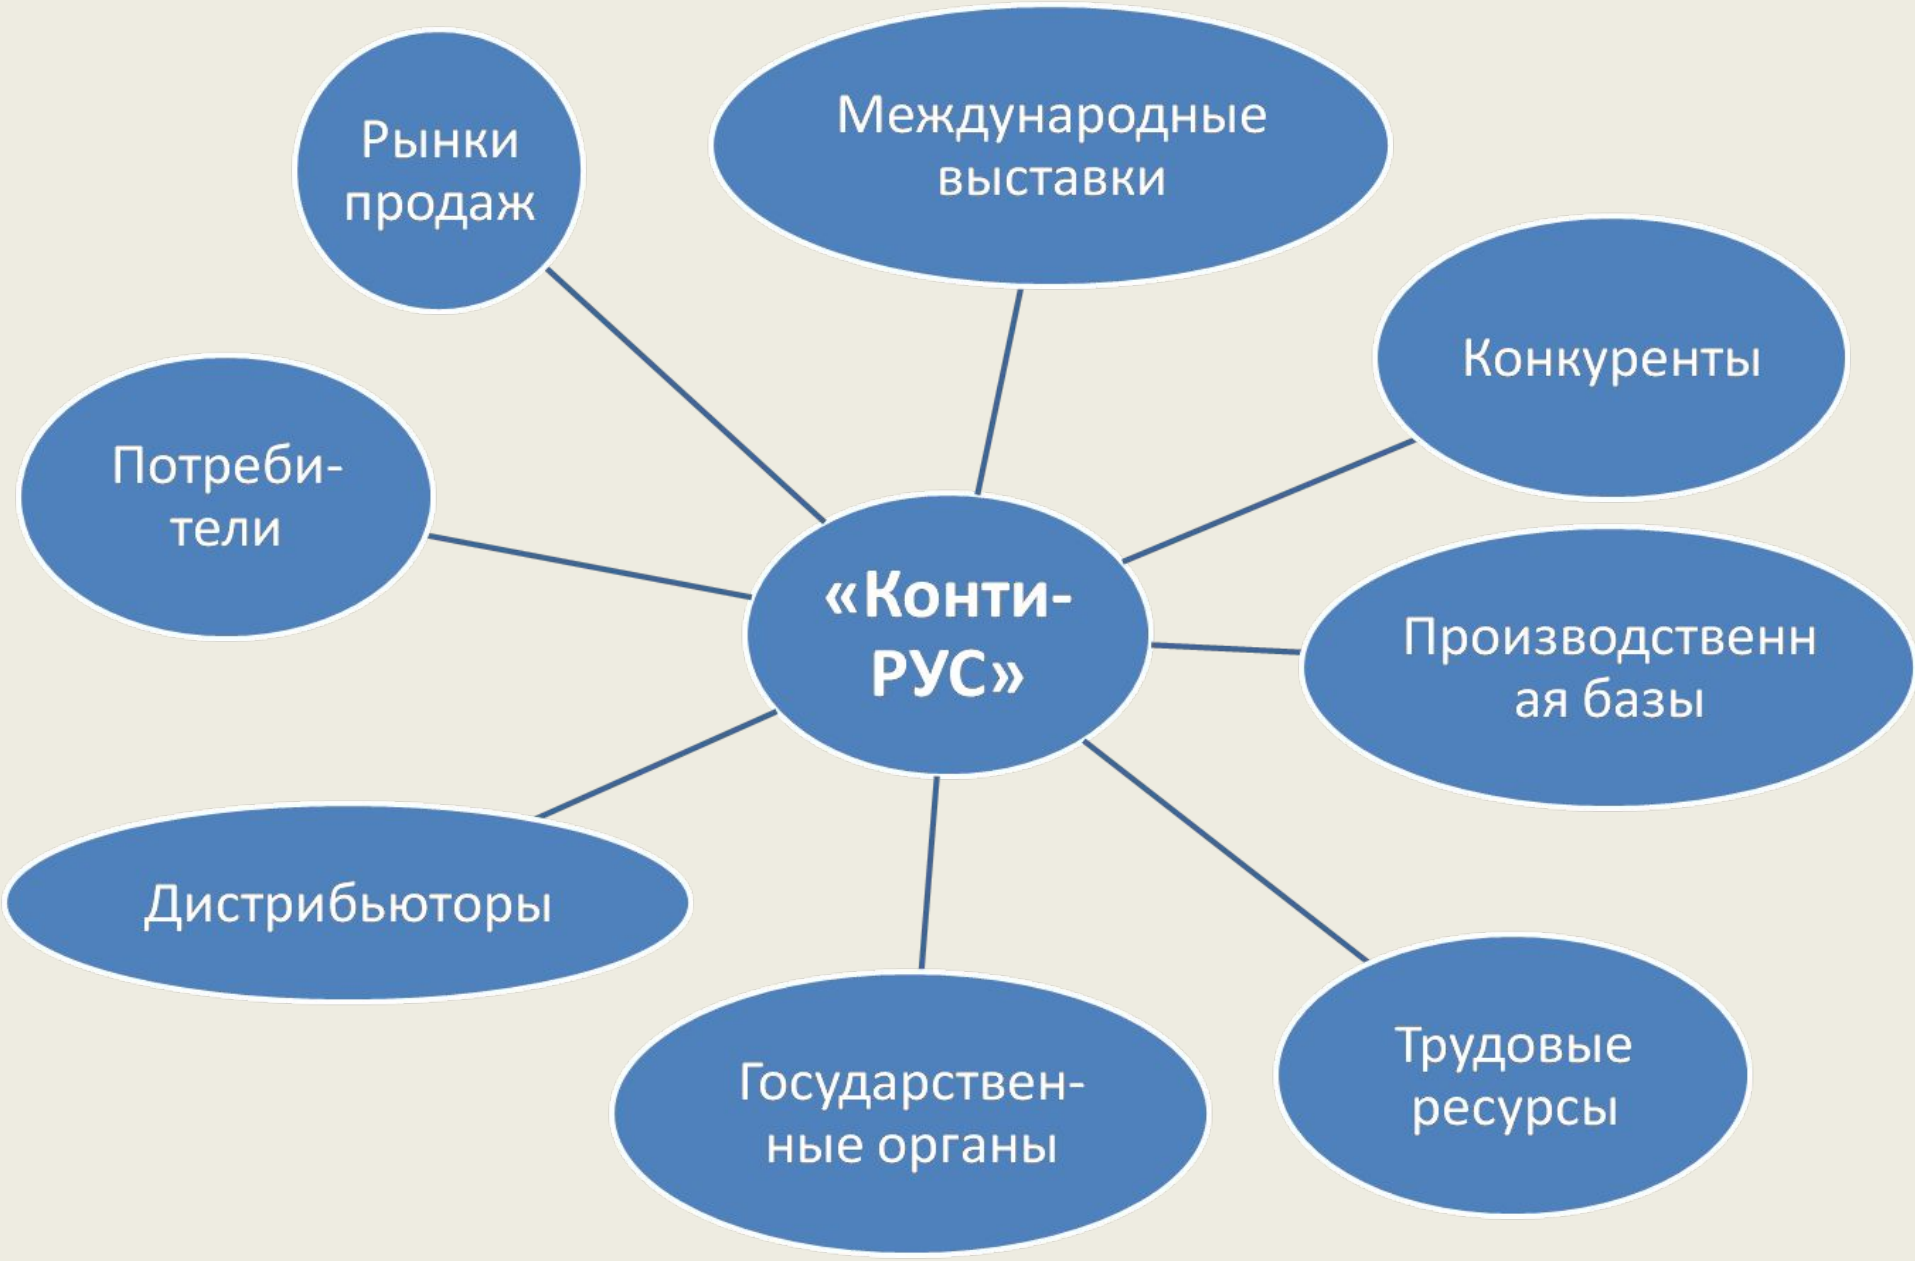 Рынки
продаж
Международные
выставки
Конкуренты
Потреби-
тели
«Конти-
РУС»
Производственн
ая базы
Дистрибьюторы
Государствен-
ные органы
Трудовые
ресурсы